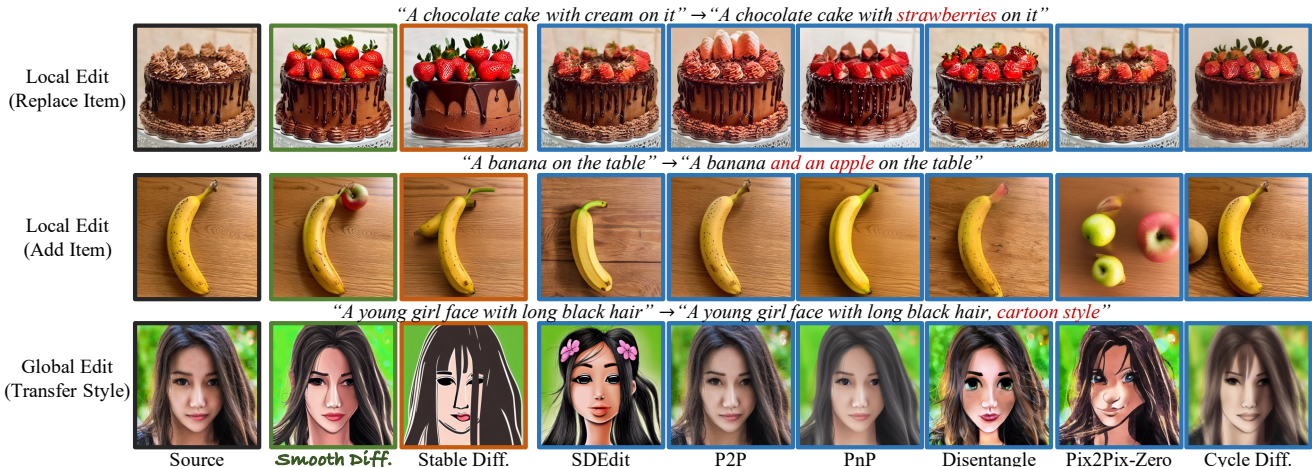 “A chocolate cake with cream on it” → “A chocolate cake with strawberries on it”
Local Edit
(Replace Item)
“A banana on the table” → “A banana and an apple on the table”
Local Edit
(Add Item)
“A young girl face with long black hair” → “A young girl face with long black hair, cartoon style”
Global Edit
(Transfer Style)
Source Smooth Diff. Stable Diff. SDEdit P2P PnP Disentangle Pix2Pix-Zero Cycle Diff.